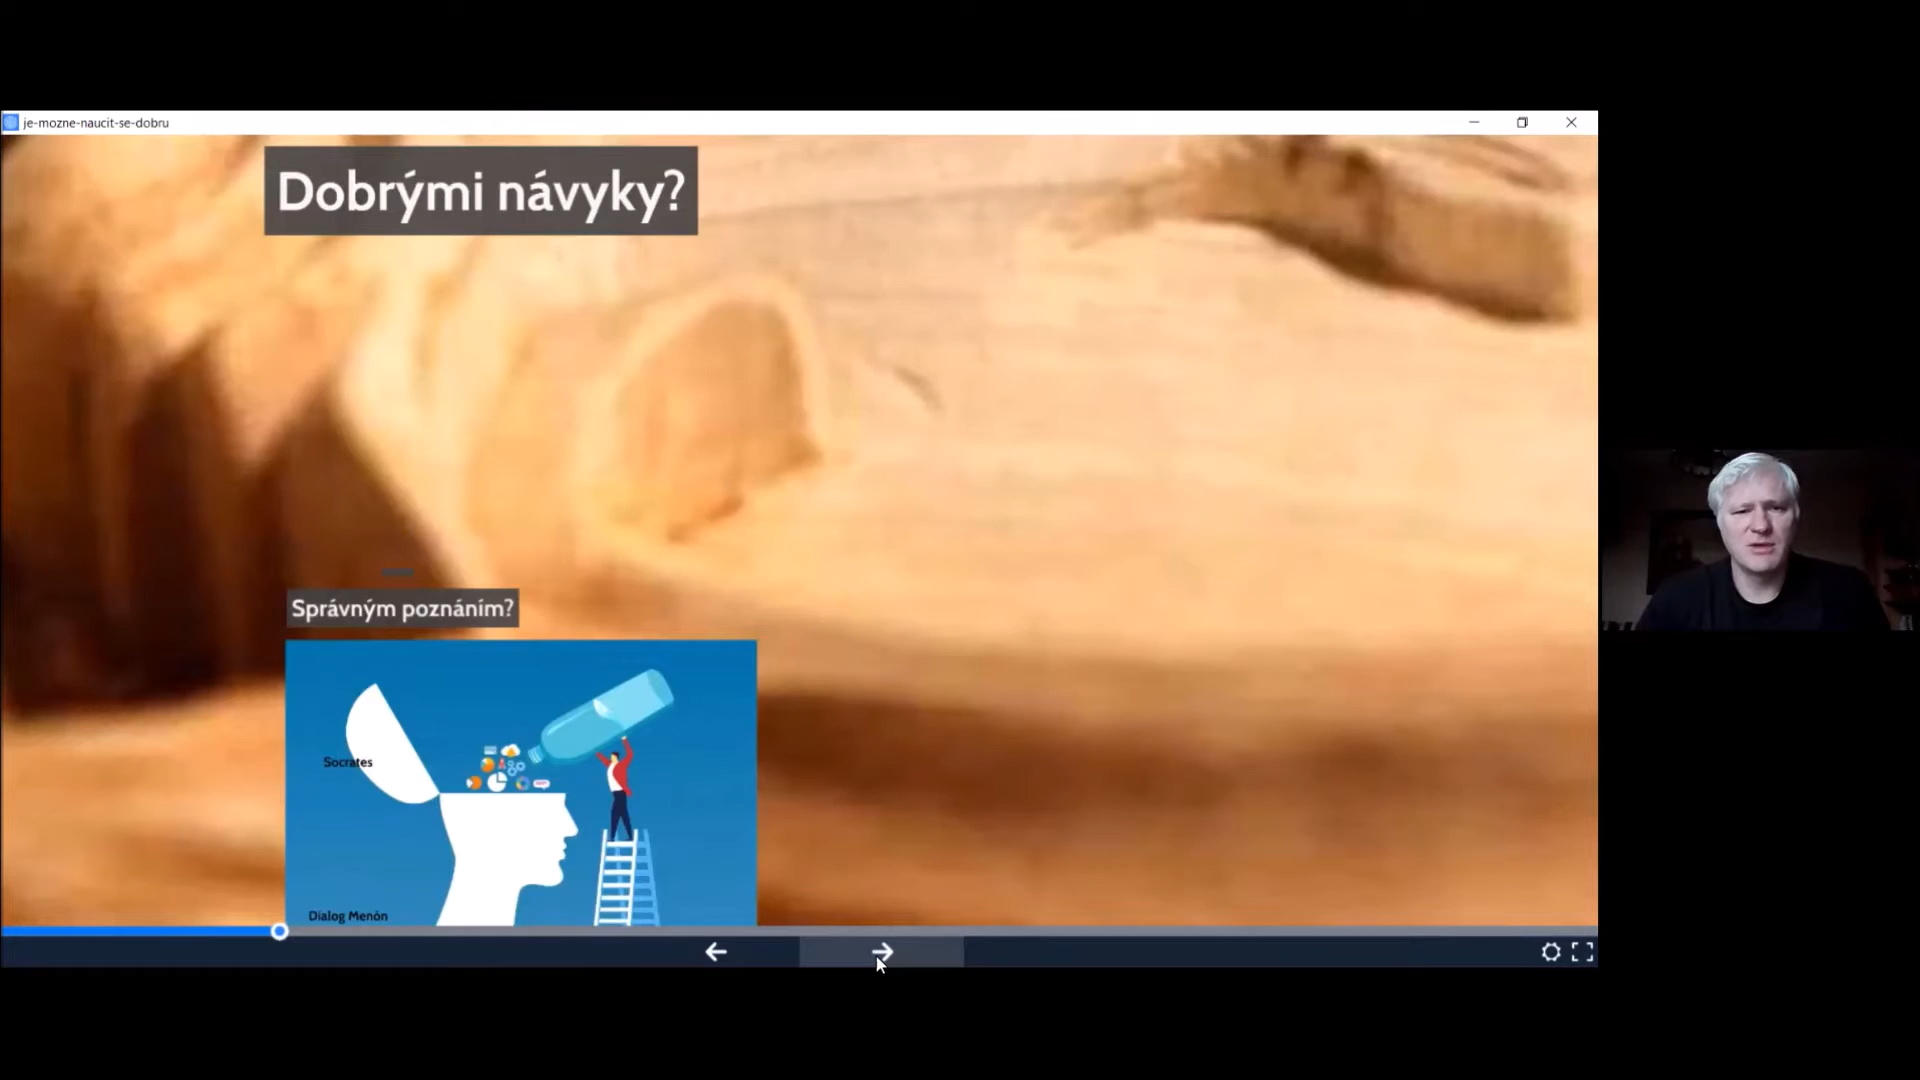 je-mozne-naucit-se-dobru
Dobrými návyky?
Správným poznáním?
Socrates
Dialog Menón